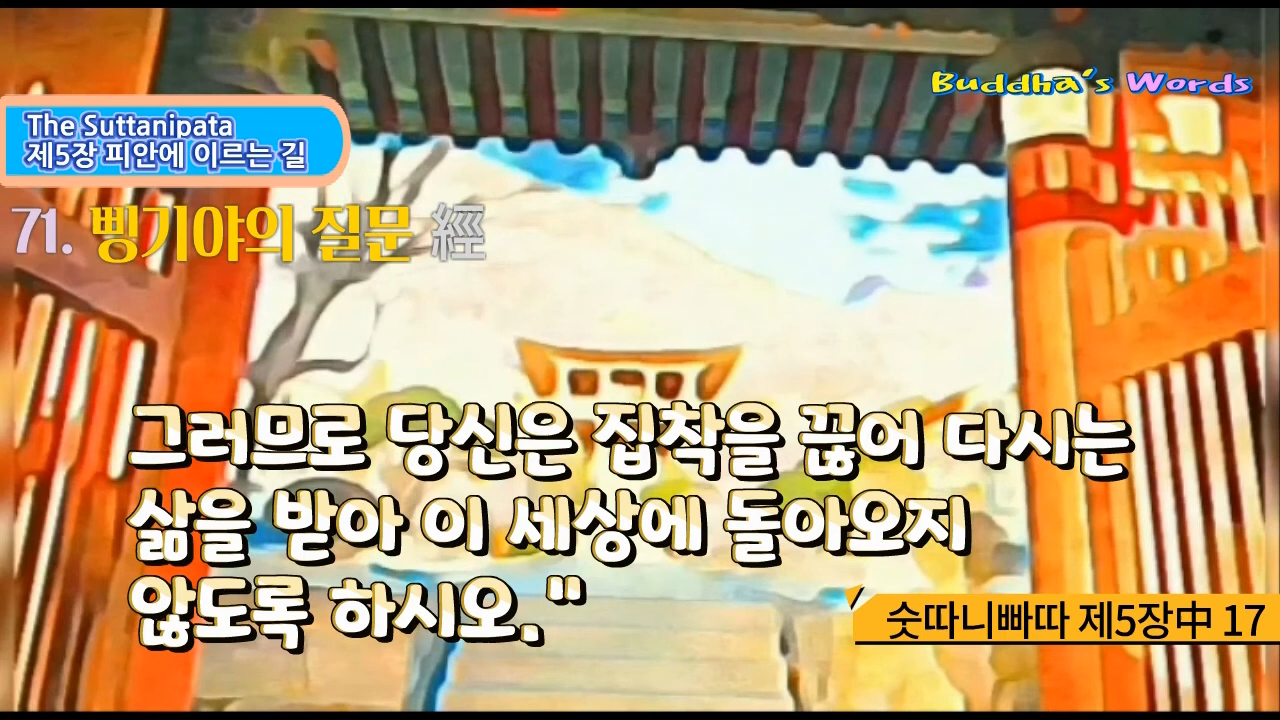 Buddha's Words
The Suttanipata
제5장 피안에 이르는 길
71. 삥기야의 질문 經
그러므로 당신은 집착을 끊어 다시는
삶을 받아 이 세상에 돌아오지
않도록 하시오."
숫따니빠따 제5장中 17